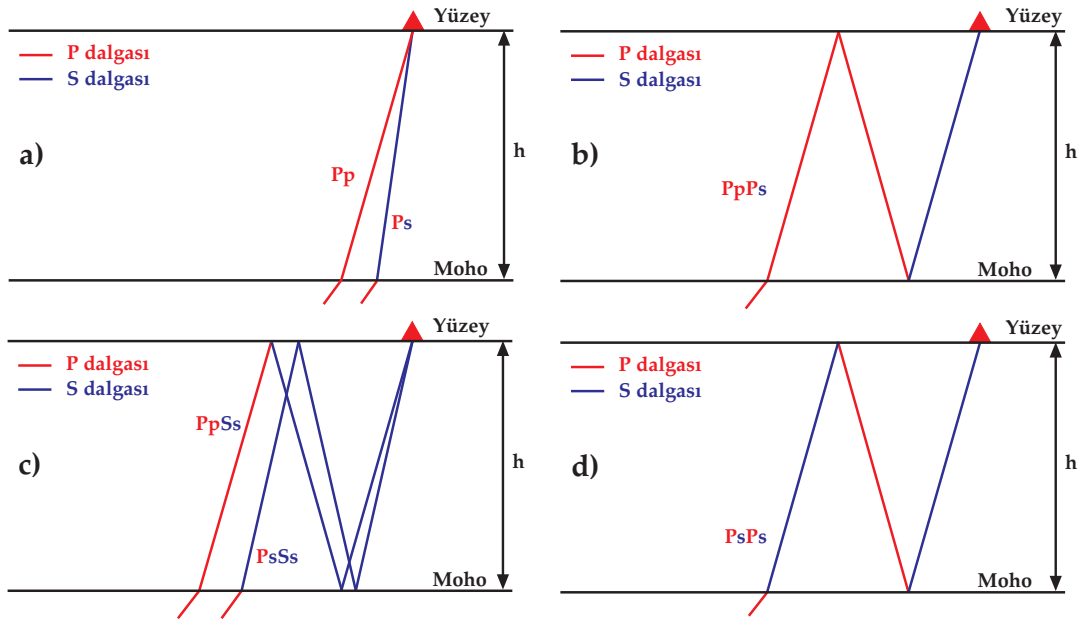 Yüzey
P dalgası
S dalgası
a)
Pp
Ps
h
Moho
Yüzey
P dalgası
S dalgası
b)
PpPs
h
Moho
Yüzey
P dalgası
S dalgası
c)
PpSs
PsSs
h
Moho
Yüzey
P dalgası
S dalgası
d)
PsPs
h
Moho